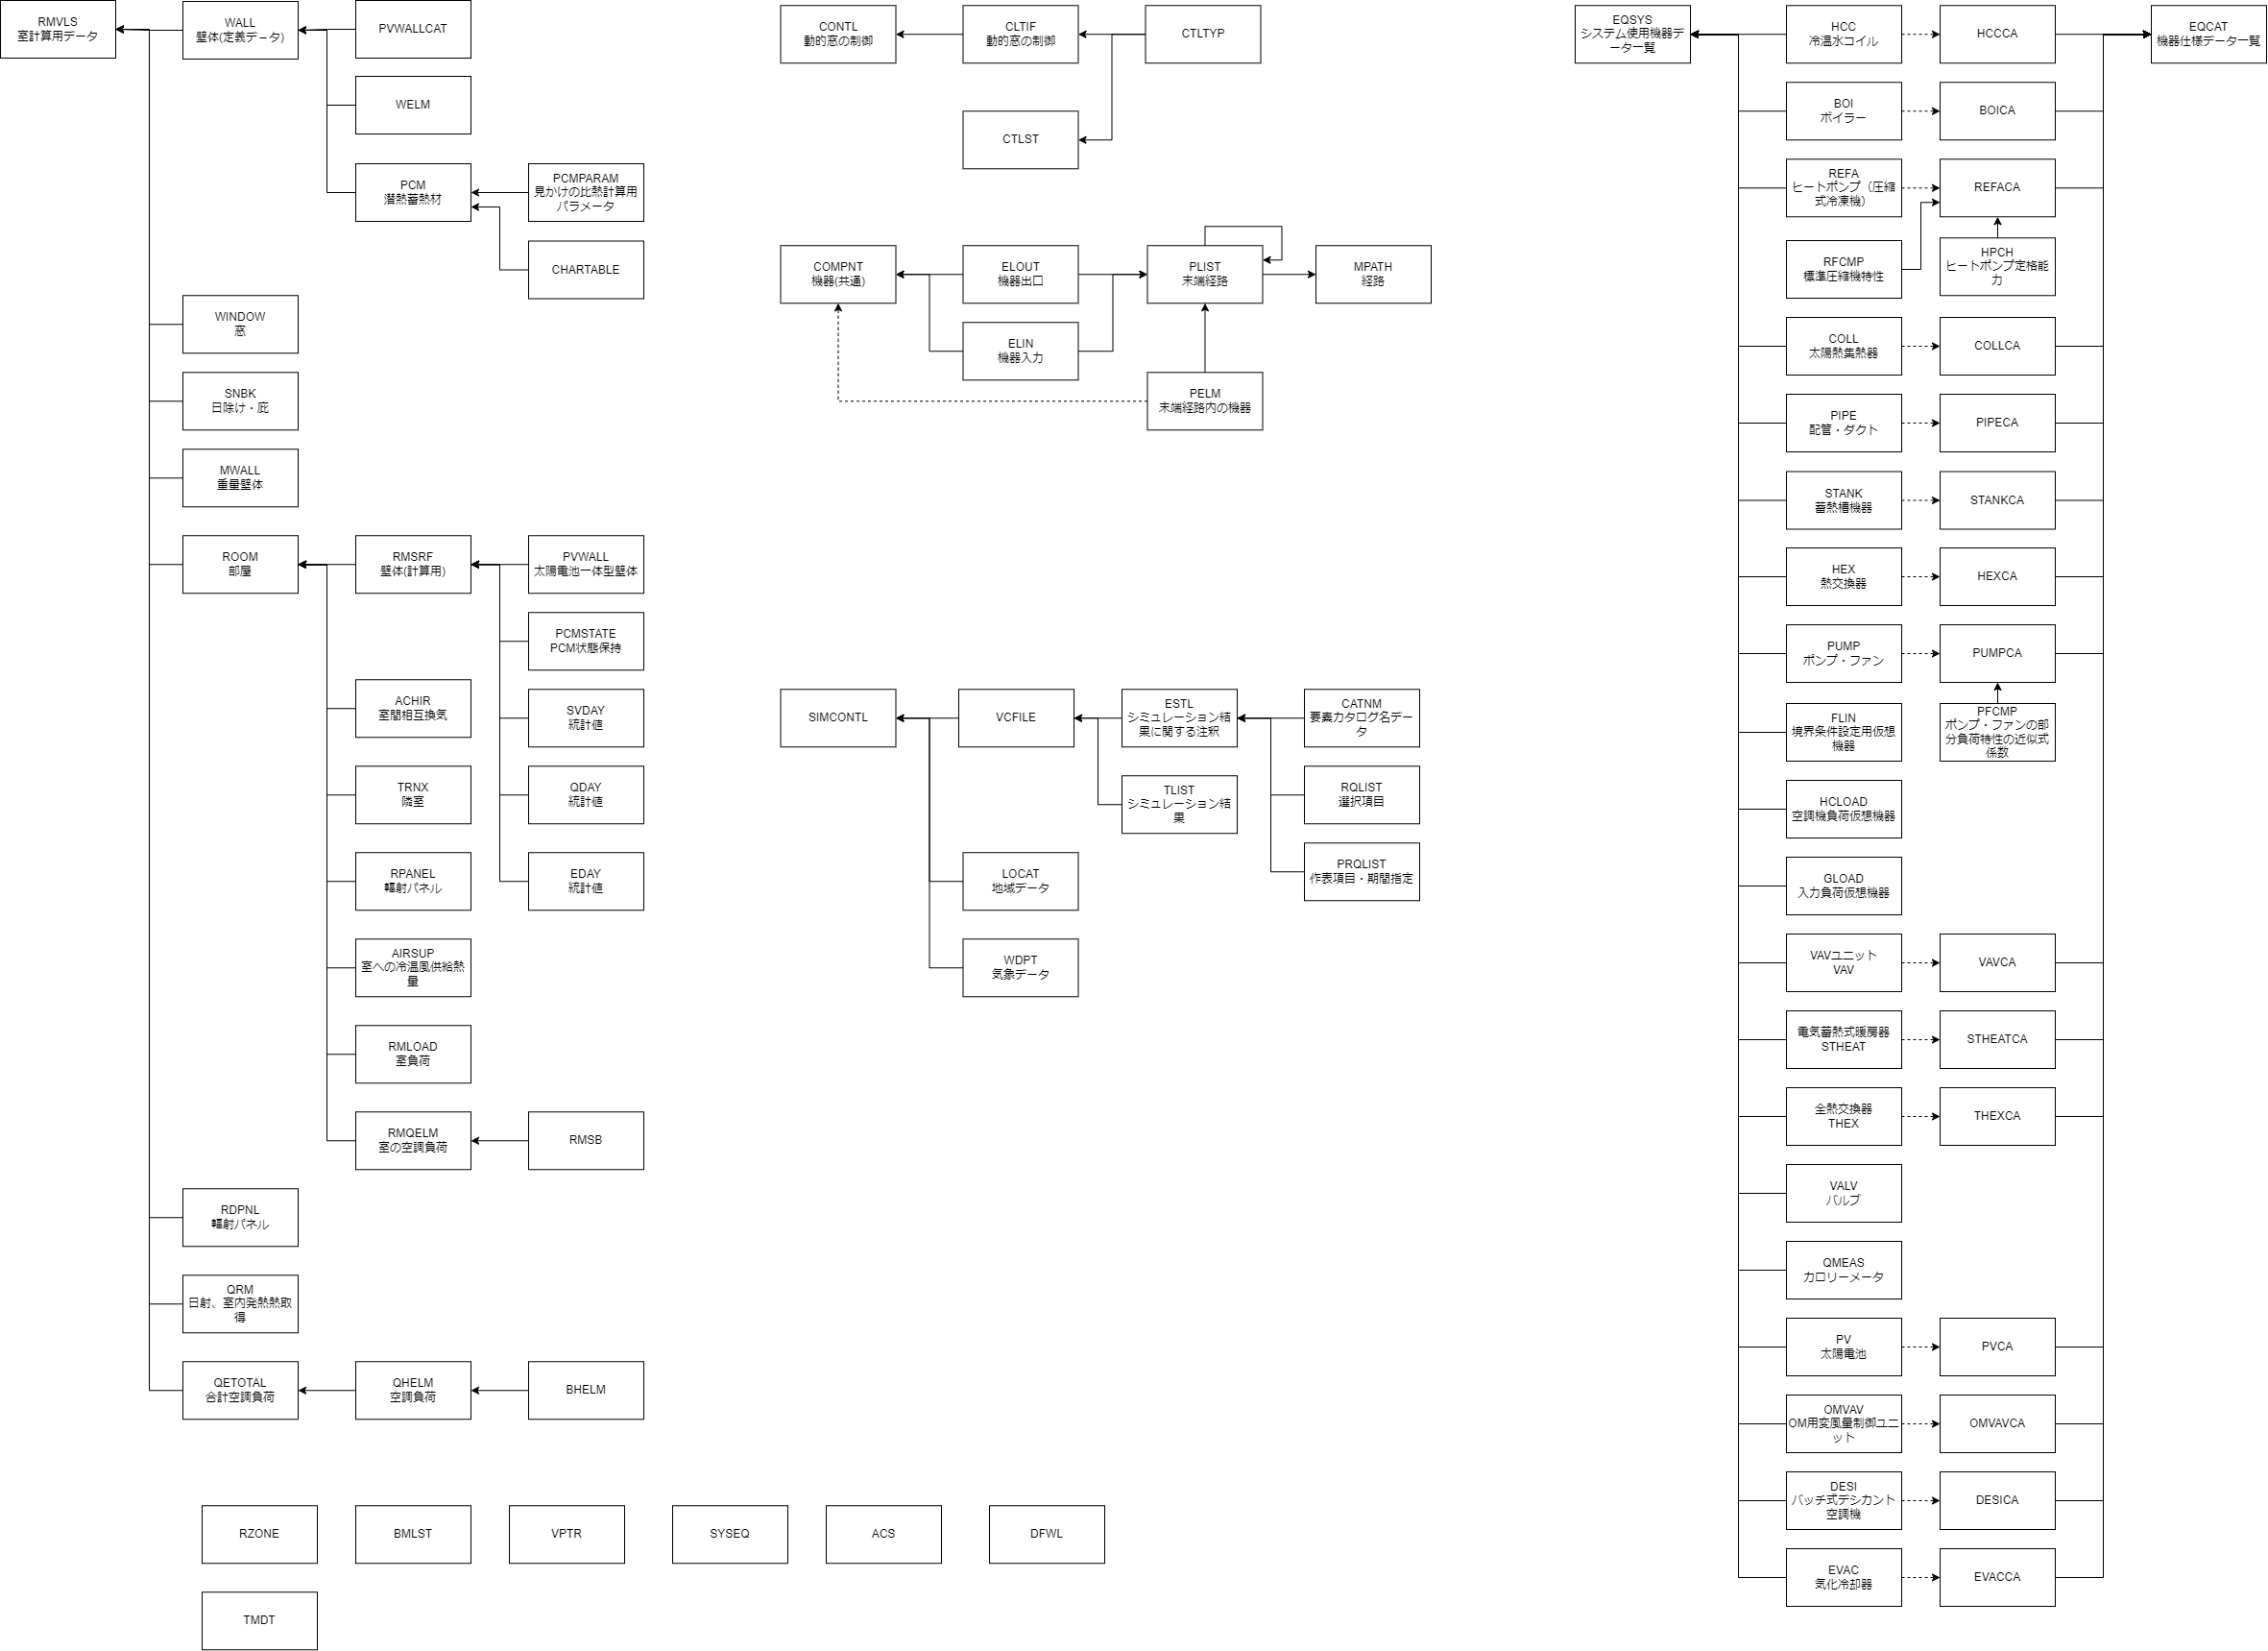 RMVLS
室計算用データ
WALL
壁体(定義データ)
PVWALLCAT
WELM
PCM
潜熱蓄熱材
PCMPARAM
見かけの比熱計算用
パラメータ
CHARTABLE
WINDOW
窓
SNBK
日除け・庇
MWALL
重量壁体
ROOM
部屋
RMSRF
壁体(計算用)
PVWALL
太陽電池一体型壁体
PCMSTATE
PCM状態保持
SVDAY
統計値
QDAY
統計値
EDAY
統計値
ACHIR
室間相互換気
TRNX
隣室
RPANEL
輻射パネル
AIRSUP
室への冷温風供給熱
量
RMLOAD
室負荷
RMQELM
室の空調負荷
RMSB
RDPNL
輻射パネル
QRM
日射、室内発熱熱取
得
QETOTAL
合計空調負荷
QHELM
空調負荷
BHELM
RZONE
BMLST
VPTR
SYSEQ
ACS
DFWL
TMDT
CONTL
動的窓の制御
CLTIF
動的窓の制御
CTLTYP
CTLST
COMPNT
機器(共通)
ELOUT
機器出口
PLIST
末端経路
MPATH
経路
ELIN
機器入力
PELM
末端経路内の機器
SIMCONTL
VCFILE
ESTL
シミュレーション結
果に関する注釈
CATNM
要素カタログ名デー
タ
TLIST
シミュレーション結
果
RQLIST
選択項目
PRQLIST
作表項目・期間指定
LOCAT
地域データ
WDPT
気象データ
EQSYS
システム使用機器デ
ータ一覧
HCC
冷温水コイル
HCCCA
EQCAT
機器仕様データ一覧
BOI
ボイラー
BOICA
REFA
ヒートポンプ（圧縮
式冷凍機）
REFACA
RFCMP
標準圧縮機特性
HPCH
ヒートポンプ定格能
力
COLL
太陽熱集熱器
COLLCA
PIPE
配管・ダクト
PIPECA
STANK
蓄熱槽機器
STANKCA
HEX
熱交換器
HEXCA
PUMP
ポンプ・ファン
PUMPCA
FLIN
境界条件設定用仮想
機器
PFCMP
ポンプ・ファンの部
分負荷特性の近似式
係数
HCLOAD
空調機負荷仮想機器
GLOAD
入力負荷仮想機器
VAVユニット
VAV
VAVCA
電気蓄熱式暖房器
STHEAT
STHEATCA
全熱交換器
THEX
THEXCA
VALV
バルブ
QMEAS
カロリーメータ
PV
太陽電池
PVCA
OMVAV
OM用変風量制御ユニ
ット
OMVAVCA
DESI
バッチ式デシカント
空調機
DESICA
EVAC
気化冷却器
EVACCA